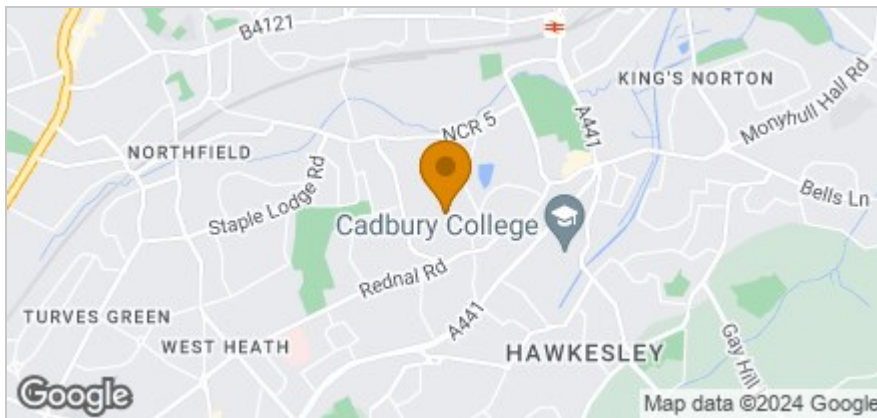 B4121
KING'S NORTON
A441
NCR 5
Monyhull Hall Rd
NORTHFIELD
Staple Lodge Rd
Bells Ln
Cadbury College
Rednal Rd
TURVES GREEN
A441
WEST HEATH
HAWKESLEY
Gay Hill
Google
Map data ©2024 Google